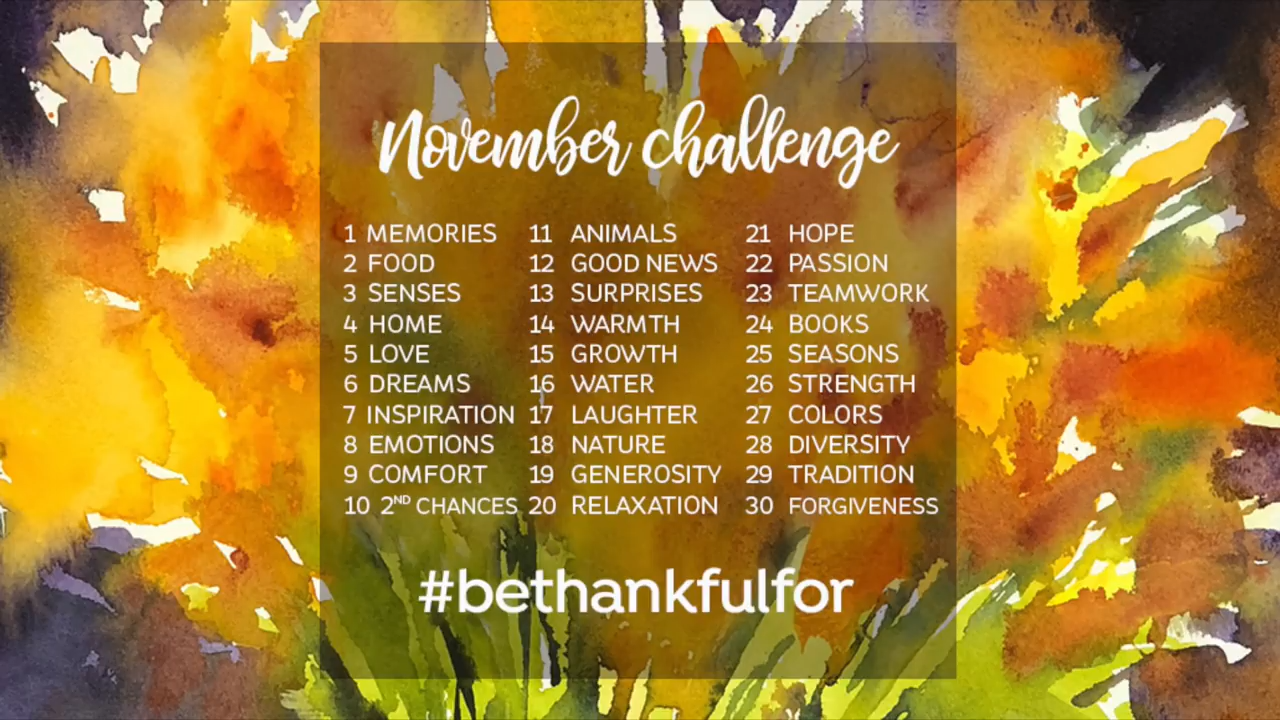 November challenge
1 MEMORIES
2 FOOD
3 SENSES
4 HOME
5 LOVE
6 DREAMS
7 INSPIRATION
8 EMOTIONS
9 COMFORT
10 2ND CHANCES
11 ANIMALS
12 GOOD NEWS
13 SURPRISES
14 WARMTH
15 GROWTH
16 WATER
17 LAUGHTER
18 NATURE
19 GENEROSITY
20 RELAXATION
21 HOPE
22 PASSION
23 TEAMWORK
24 BOOKS
25 SEASONS
26 STRENGTH
27 COLORS
28 DIVERSITY
29 TRADITION
30 FORGIVENESS
#bethankfulfor